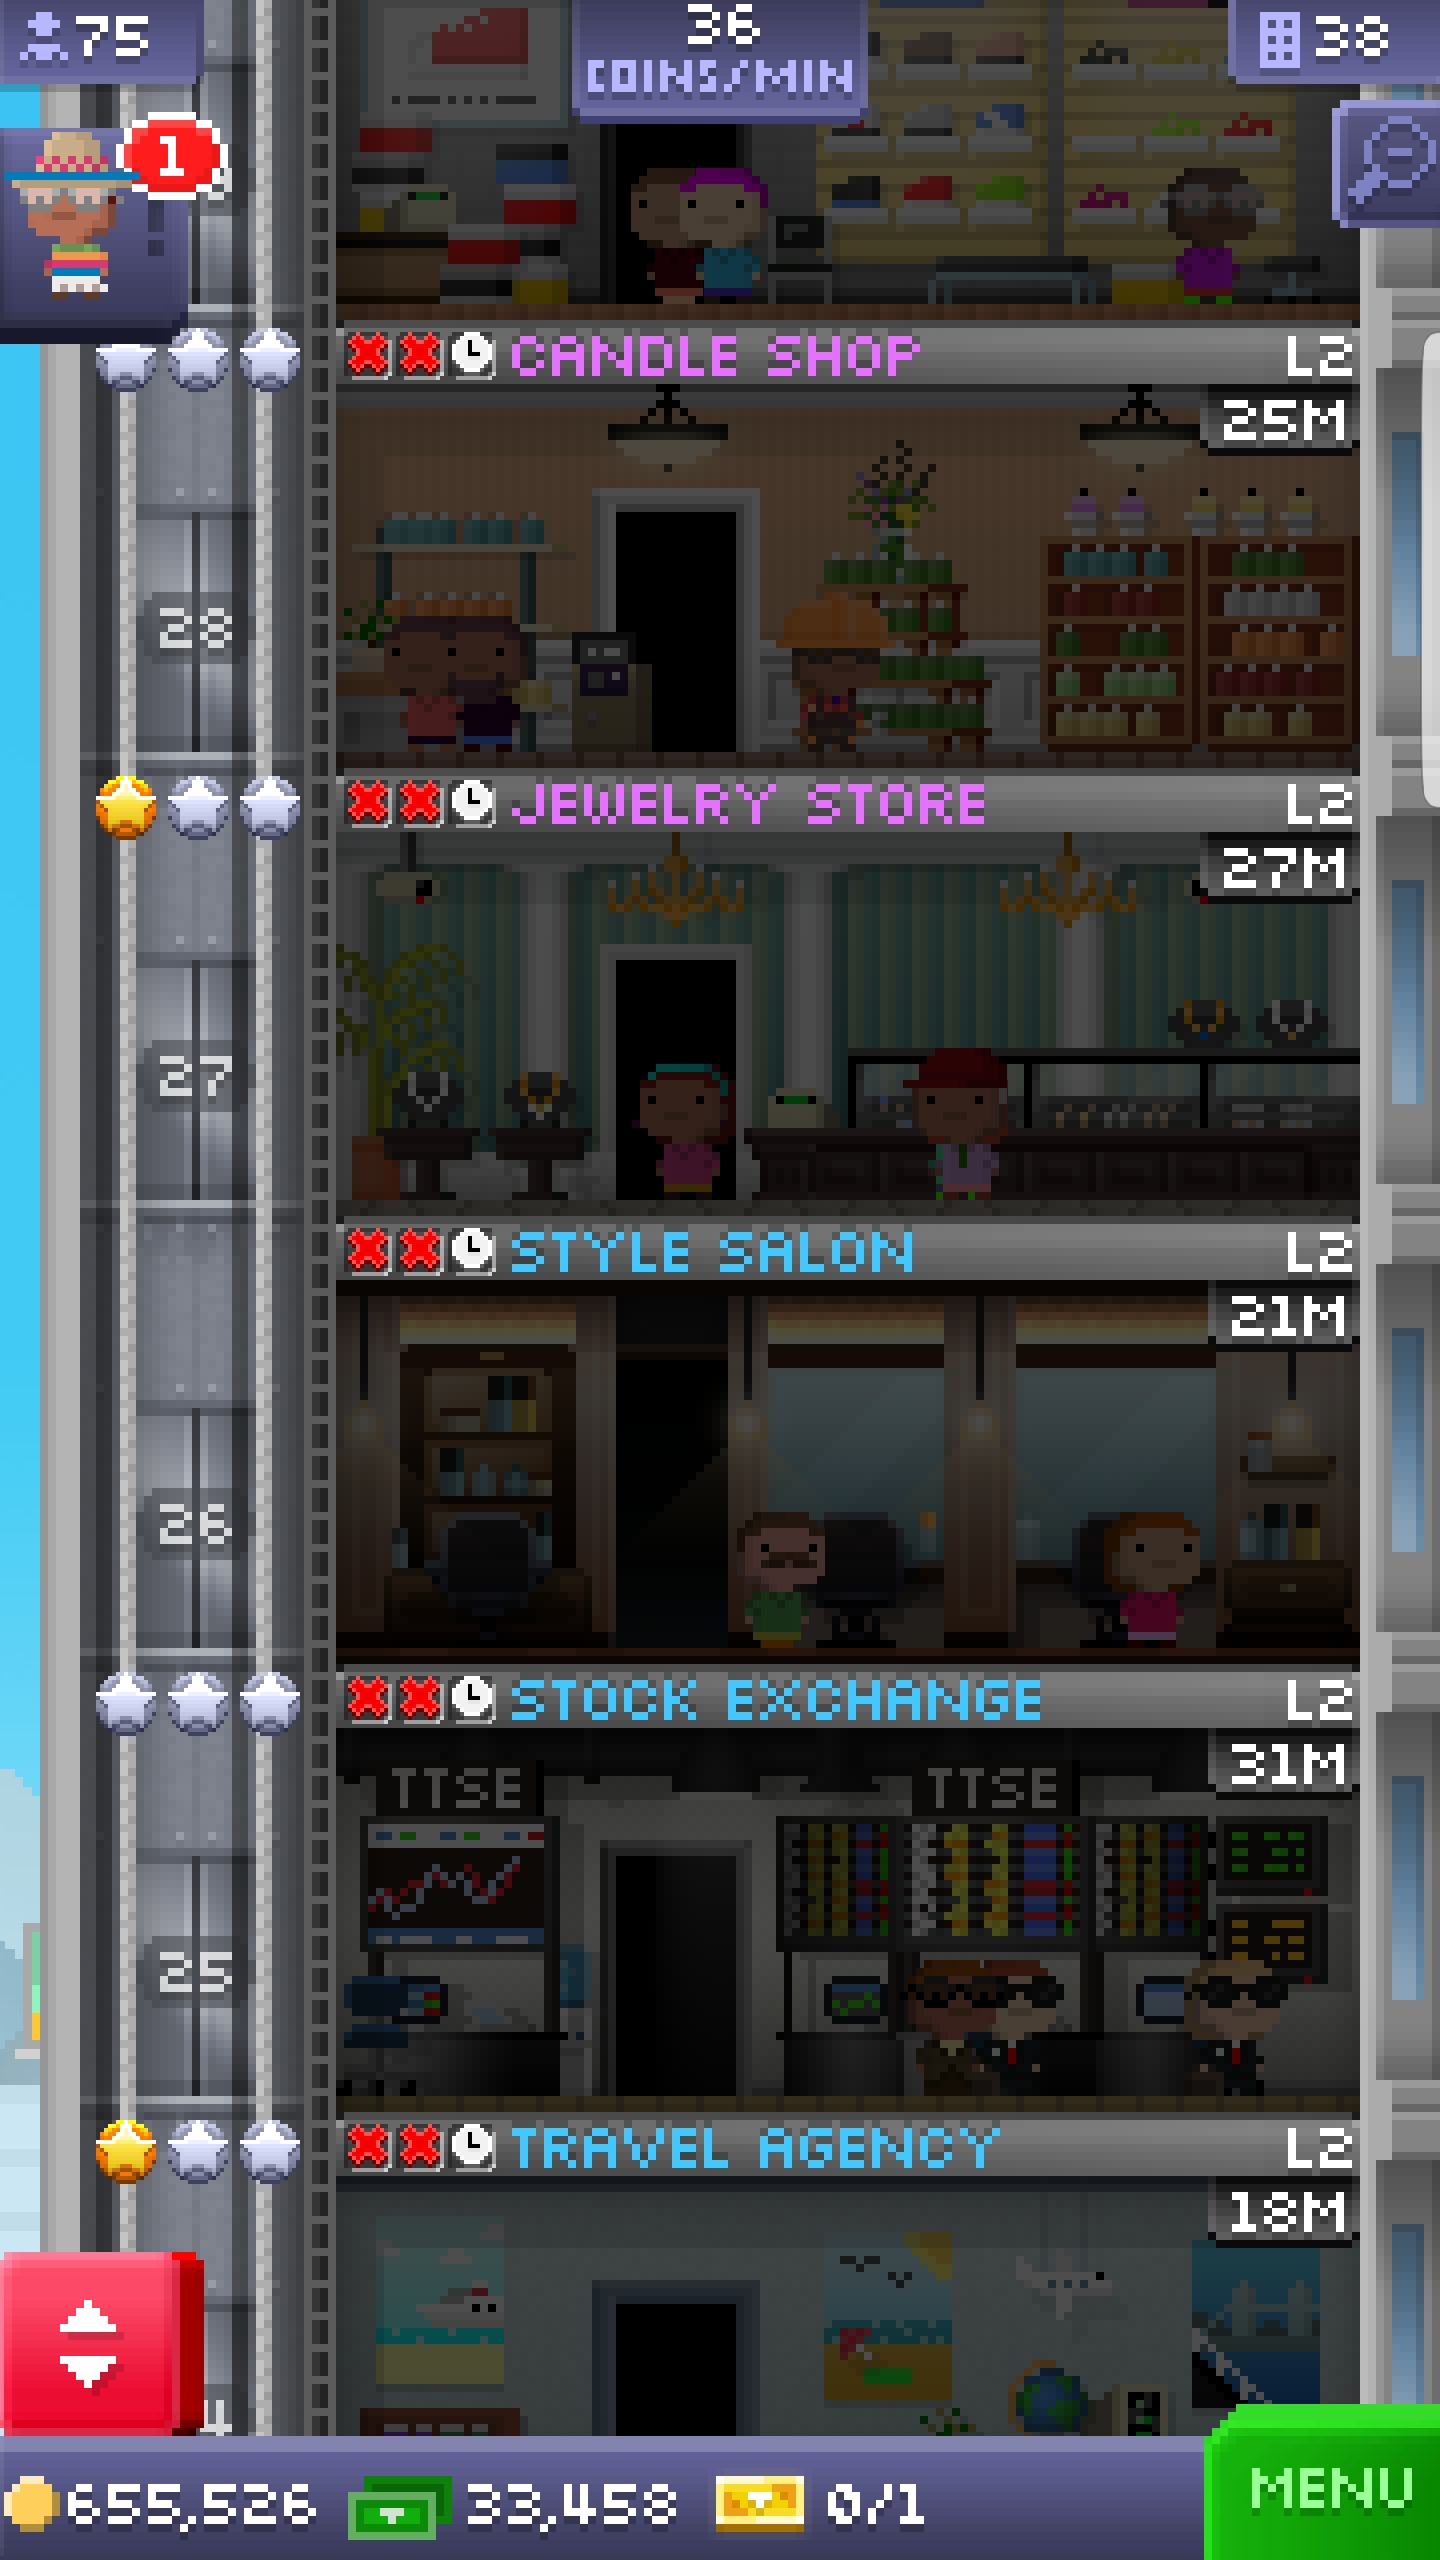 75
36
COINS/MIN
38
1
CANDLE SHOP L2
25M
28
JEWELRY STORE L2
27M
27
STYLE SALON L2
21M
26
STOCK EXCHANGE L2
31M
TTSE TTSE
25
TRAVEL AGENCY L2
18M
4
655,526 33,458 0/1
MENU